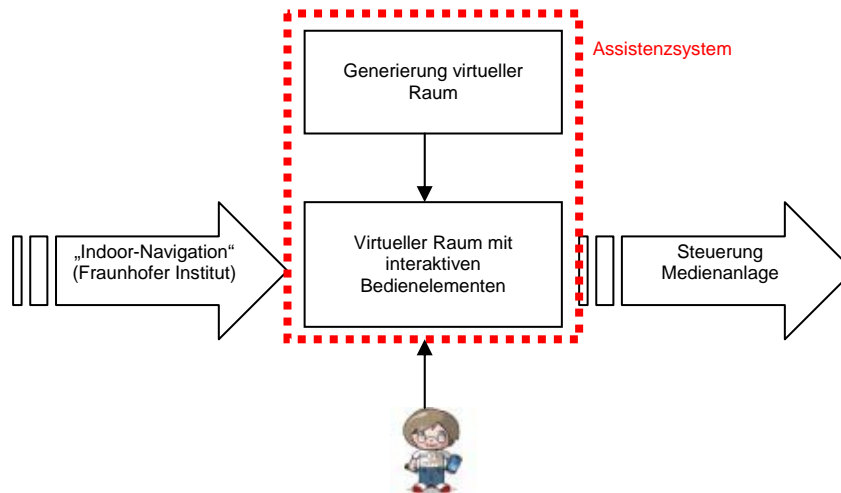 Generierung virtueller
Raum
Assistenzsystem
„Indoor-Navigation“
(Fraunhofer Institut)
Virtueller Raum mit
interaktiven
Bedienelementen
Steuerung
Medienanlage